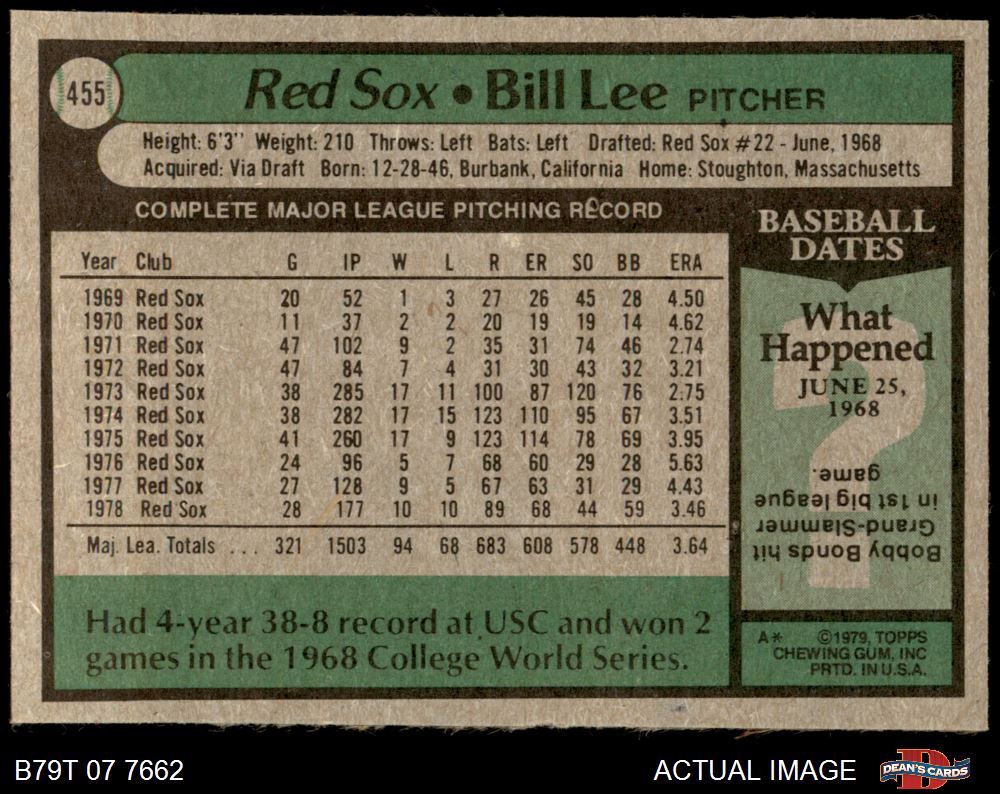 455
Red Sox • Bill Lee PITCHER
Height: 6'3'' Weight: 210 Throws: Left Bats: Left Drafted: Red Sox #22 - June, 1968
Acquired: Via Draft Born: 12-28-46, Burbank, California Home: Stoughton, Massachusetts
COMPLETE MAJOR LEAGUE PITCHING RECORD
Year Club G IP W L R ER SO BB ERA
1969 Red Sox 20 52 1 3 27 26 45 28 4.50
1970 Red Sox 11 37 2 2 20 19 19 14 4.62
1971 Red Sox 47 102 9 2 35 31 74 46 2.74
1972 Red Sox 47 84 7 4 31 30 43 32 3.21
1973 Red Sox 38 285 17 11 100 87 120 76 2.75
1974 Red Sox 38 282 17 15 123 110 95 67 3.51
1975 Red Sox 41 260 17 9 123 114 78 69 3.95
1976 Red Sox 24 96 5 7 68 60 29 28 5.63
1977 Red Sox 27 128 9 5 67 63 31 29 4.43
1978 Red Sox 28 177 10 10 89 68 44 59 3.46
Maj. Lea. Totals . . . 321 1503 94 68 683 608 578 448 3.64
Had 4-year 38-8 record at USC and won 2
games in the 1968 College World Series.
BASEBALL
DATES
What
Happened
JUNE 25,
1968
Bobby Bonds hit
Grand-Slammer
in 1st big league
game.
A* ©1979, TOPPS
CHEWING GUM, INC
PRTD. IN U.S.A.
B79T 07 7662
ACTUAL IMAGE
D
DEAN'S CARDS